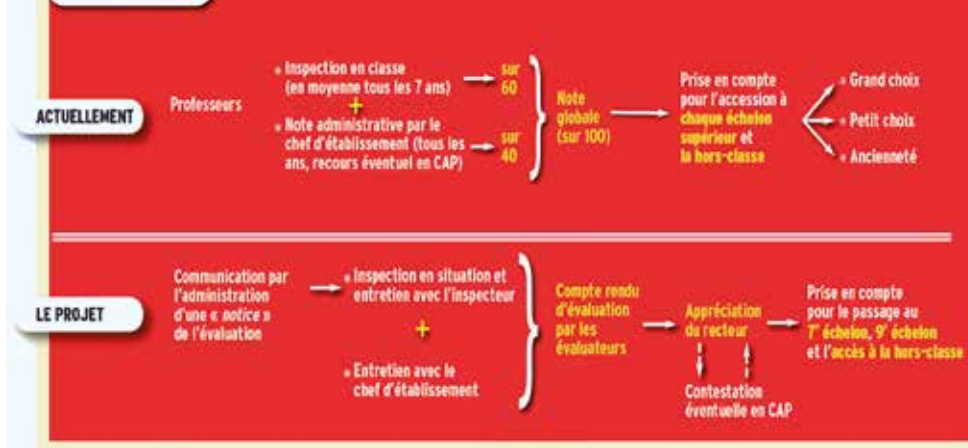 ACTUELLEMENT
Professeurs
• Inspection en classe
(en moyenne tous les 7 ans)
sur
60
+
• Note administrative par le
chef d'établissement (tous les
ans, recours éventuel en CAP)
sur
40
Note
globale
(sur 100)
Prise en compte
pour l'accession à
chaque échelon
supérieur et
la hors-classe
• Grand choix
• Petit choix
• Ancienneté
LE PROJET
Communication par
l'administration
d'une « notice »
de l'évaluation
• Inspection en situation et
entretien avec l'inspecteur
+
• Entretien avec le
chef d'établissement
Compte rendu
d'évaluation
par les
évaluateurs
Appréciation
du recteur
Contestation
éventuelle en CAP
Prise en compte
pour le passage au
7e échelon, 9e échelon
et l'accès à la hors-classe